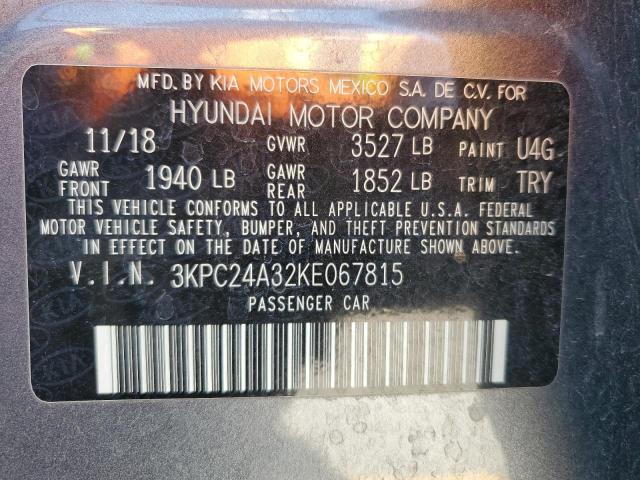 MFD. BY KIA MOTORS MEXICO S.A. DE C.V. FOR
HYUNDAI MOTOR COMPANY
11/18 GVWR 3527 LB PAINT U4G
GAWR FRONT 1940 LB GAWR REAR 1852 LB TRIM TRY
THIS VEHICLE CONFORMS TO ALL APPLICABLE U.S.A. FEDERAL
MOTOR VEHICLE SAFETY, BUMPER, AND THEFT PREVENTION STANDARDS
IN EFFECT ON THE DATE OF MANUFACTURE SHOWN ABOVE.
V.I.N. 3KPC24A32KE067815
PASSENGER CAR